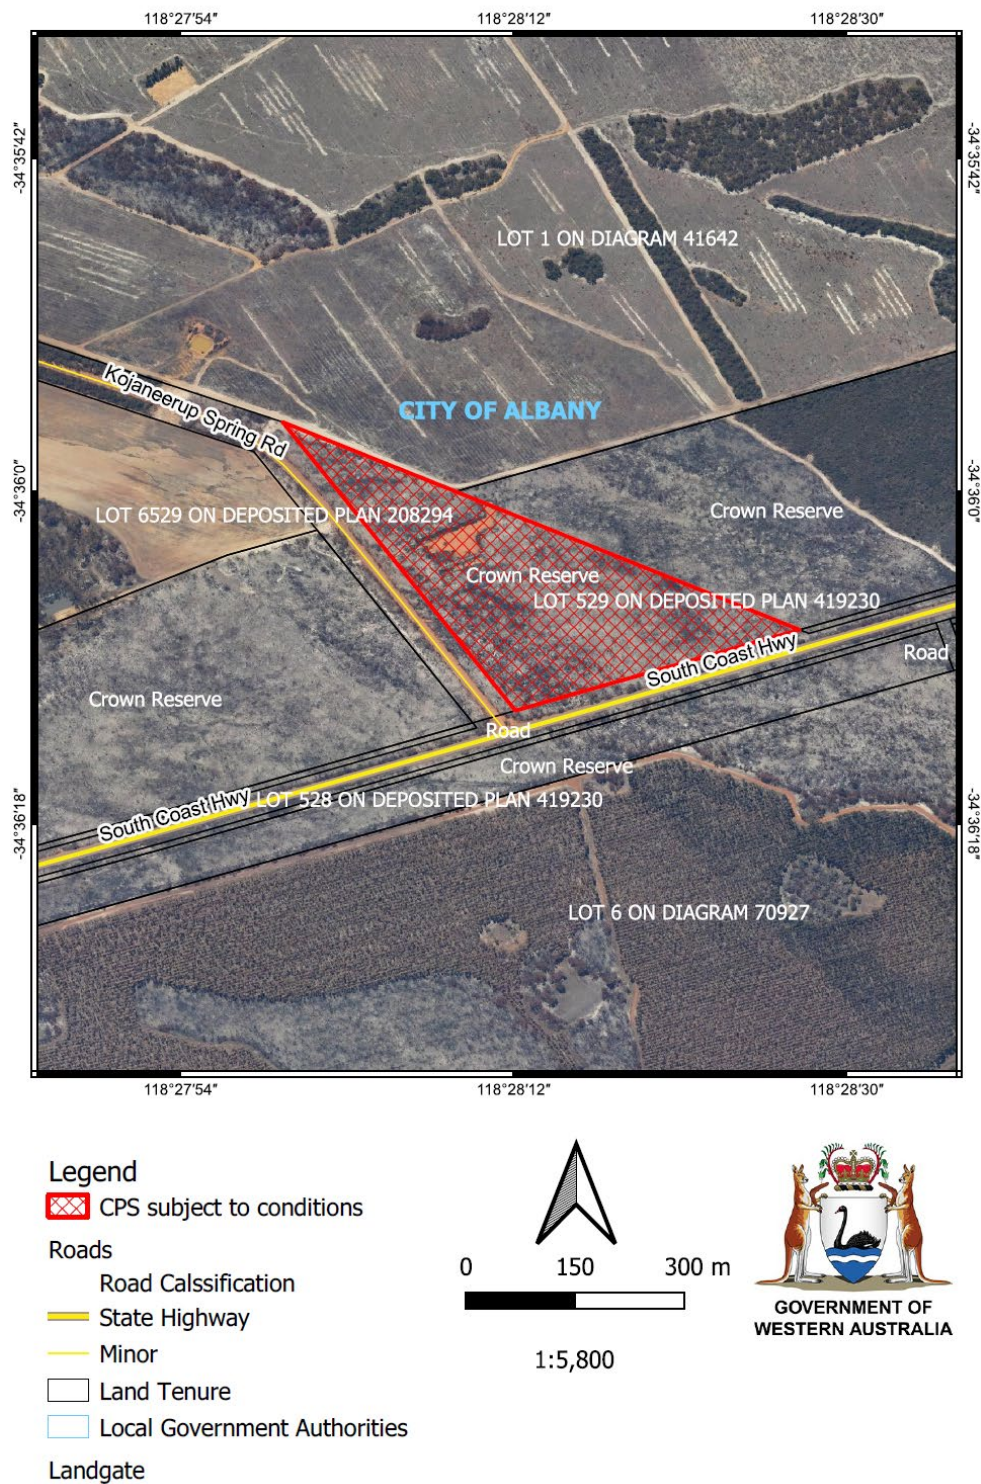 118°27'54" 118°28'12" 118°28'30"
-34°35'42" -34°35'42"
LOT 1 ON DIAGRAM 41642
Kojaneerup Spring Rd
CITY OF ALBANY
-34°36'0" -34°36'0"
LOT 6529 ON DEPOSITED PLAN 208294
Crown Reserve
Crown Reserve
LOT 529 ON DEPOSITED PLAN 419230
South Coast Hwy
Road
Crown Reserve
Road
Crown Reserve
South Coast Hwy
LOT 528 ON DEPOSITED PLAN 419230
-34°36'18" -34°36'18"
LOT 6 ON DIAGRAM 70927
118°27'54" 118°28'12" 118°28'30"
Legend
CPS subject to conditions
Roads
Road Calssification
State Highway
Minor
Land Tenure
Local Government Authorities
Landgate
0 150 300 m
1:5,800
GOVERNMENT OF
WESTERN AUSTRALIA